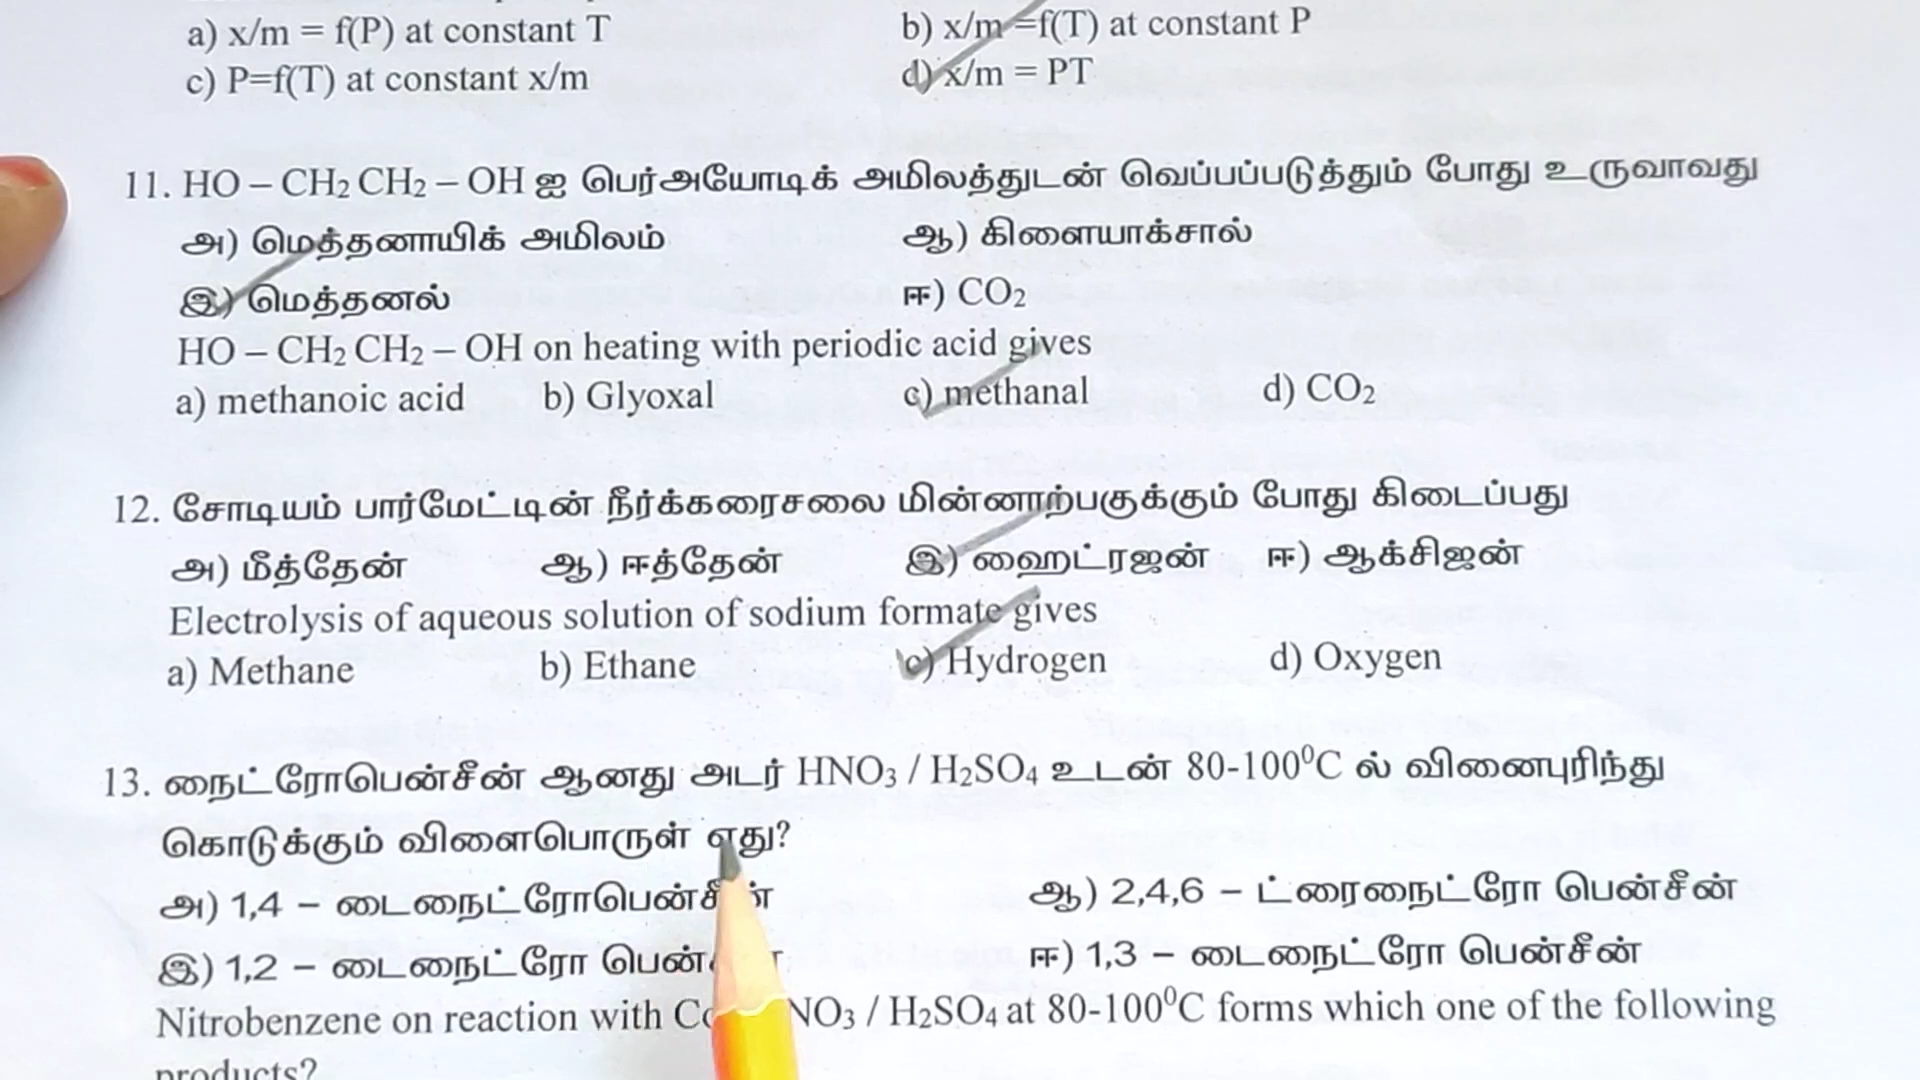 a) x/m = f(P) at constant T b) x/m =f(T) at constant P
c) P=f(T) at constant x/m d) x/m = PT
11. HO – CH₂ CH₂ – OH ஐ பெர்அயோடிக் அமிலத்துடன் வெப்பப்படுத்தும் போது உருவாவது
அ) மெத்தனாயிக் அமிலம் ஆ) கிளையாக்சால்
இ) மெத்தனல் ஈ) CO₂
HO – CH₂ CH₂ – OH on heating with periodic acid gives
a) methanoic acid b) Glyoxal c) methanal d) CO₂
12. சோடியம் பார்மேட்டின் நீர்க்கரைசலை மின்னாற்பகுக்கும் போது கிடைப்பது
அ) மீத்தேன் ஆ) ஈத்தேன் இ) ஹைட்ரஜன் ஈ) ஆக்சிஜன்
Electrolysis of aqueous solution of sodium formate gives
a) Methane b) Ethane c) Hydrogen d) Oxygen
13. நைட்ரோபென்சீன் ஆனது அடர் HNO₃ / H₂SO₄ உடன் 80-100⁰C ல் வினைபுரிந்து
கொடுக்கும் விளைபொருள் எது?
அ) 1,4 – டைநைட்ரோபென்சீன் ஆ) 2,4,6 – ட்ரைநைட்ரோ பென்சீன்
இ) 1,2 – டைநைட்ரோ ஈ) 1,3 – டைநைட்ரோ பென்சீன்
Nitrobenzene on reaction with NO₃ / H₂SO₄ at 80-100⁰C forms which one of the following
products?